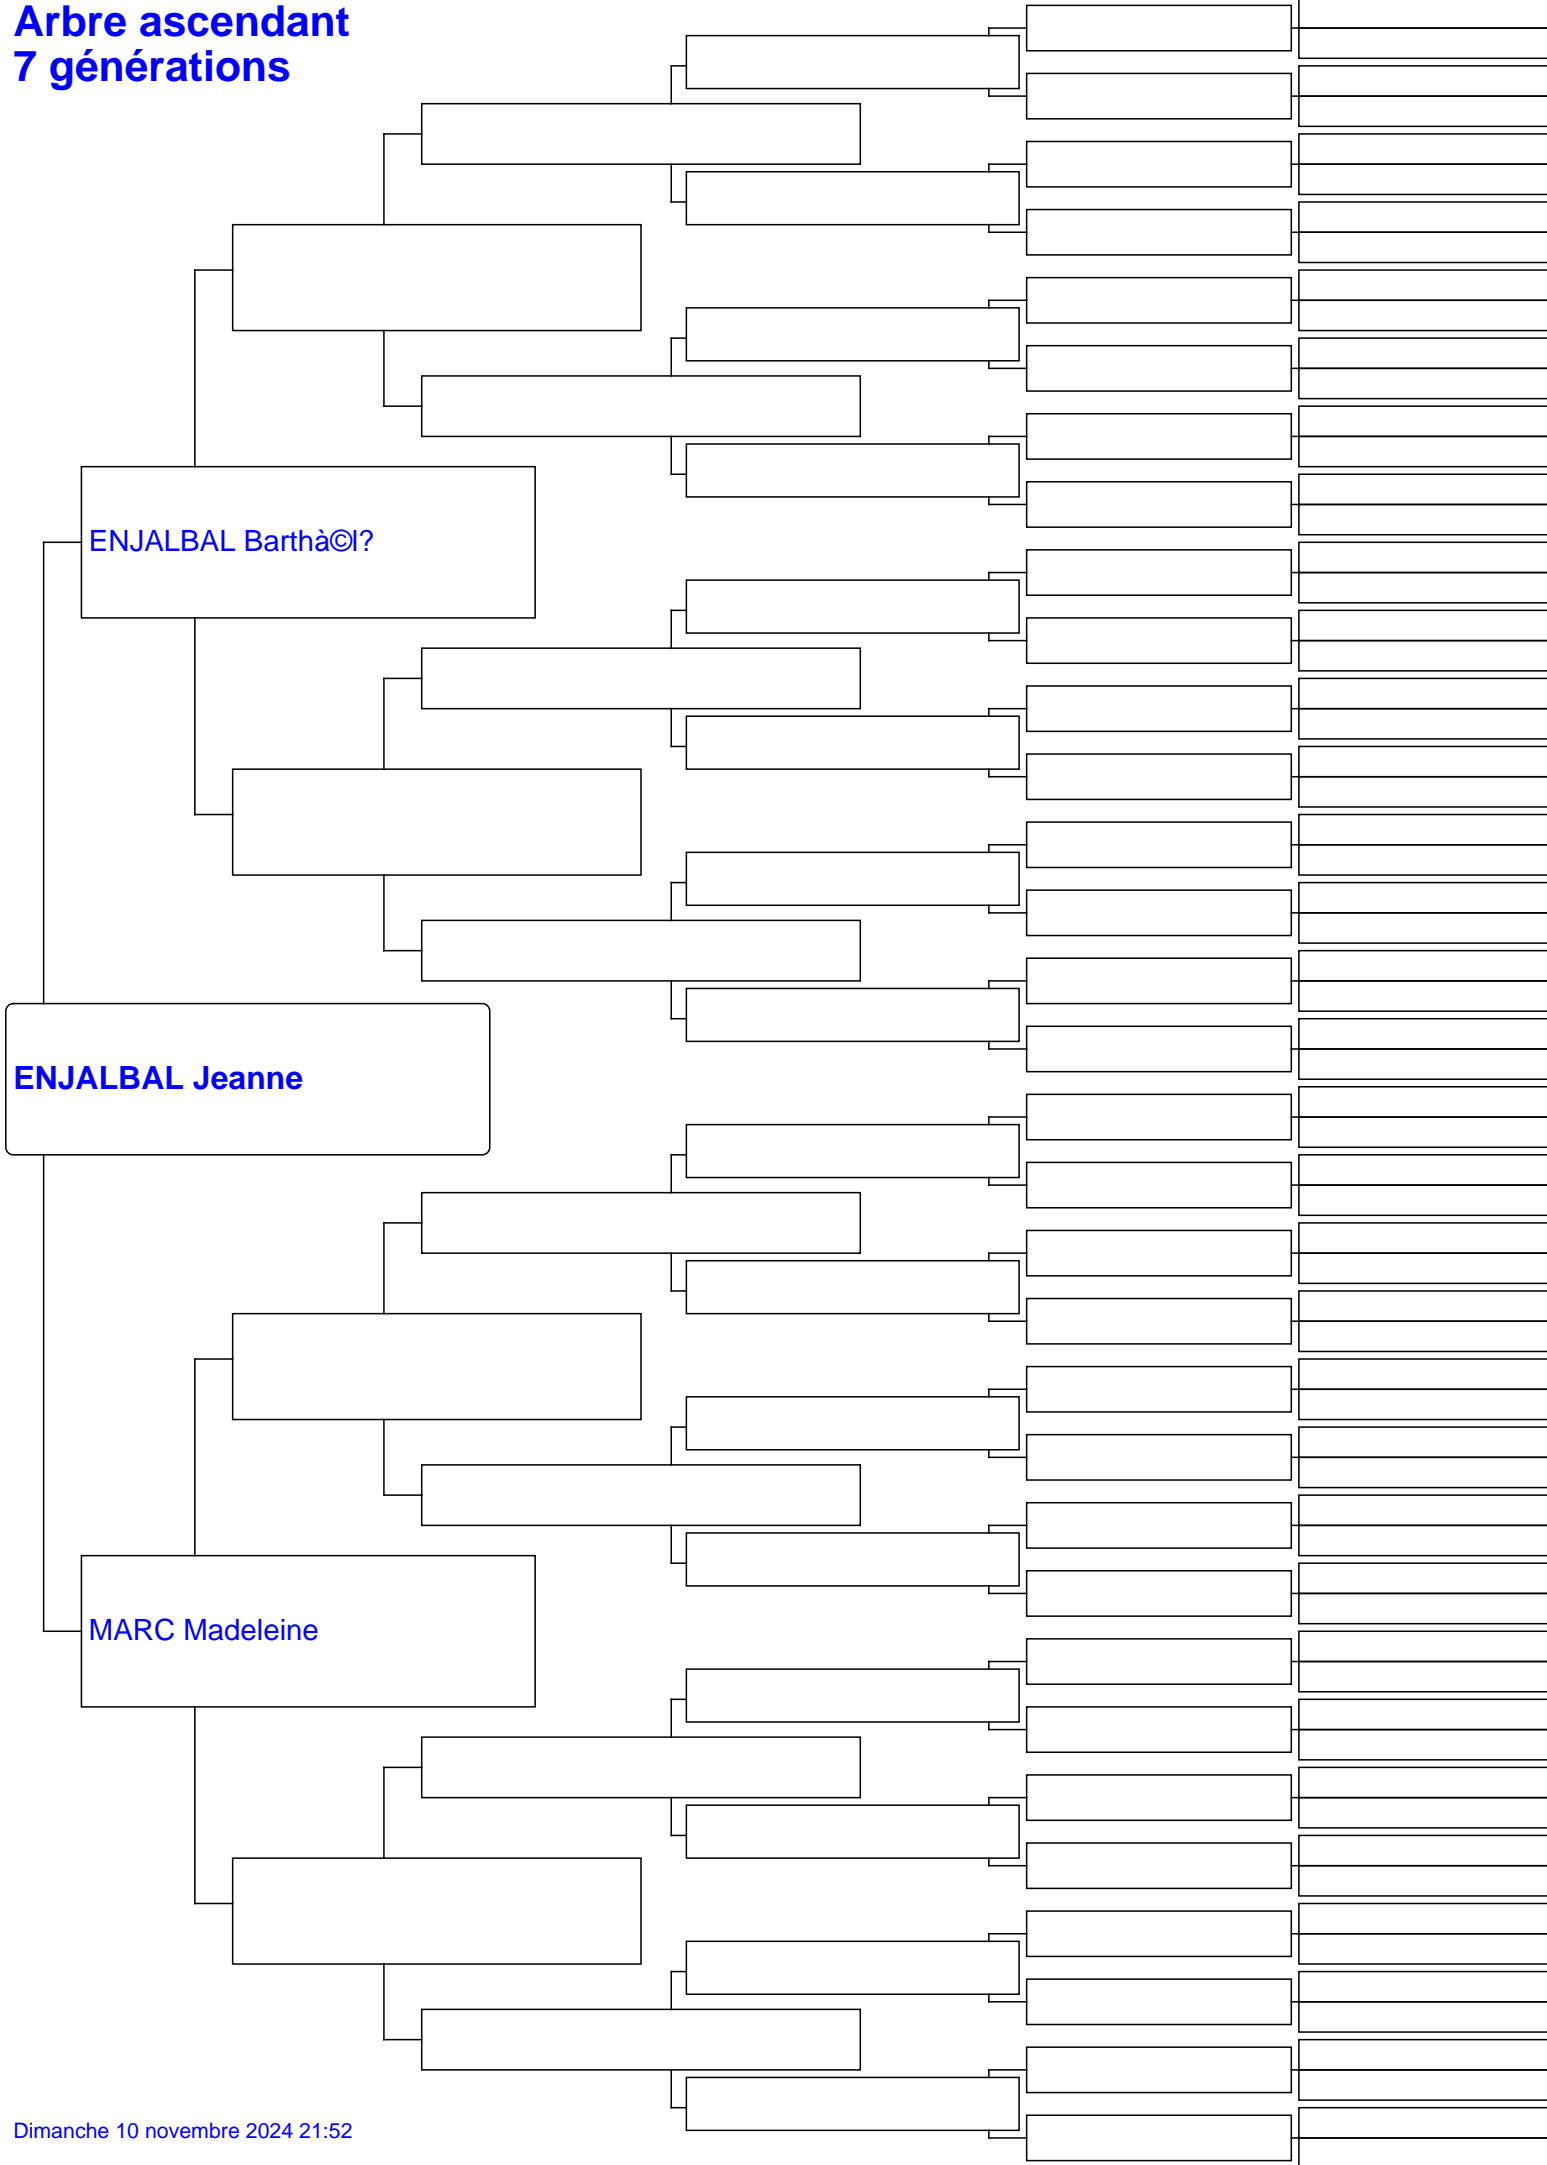 Arbre ascendant
7 générations
ENJALBAL Barthà©l?
ENJALBAL Jeanne
MARC Madeleine
Dimanche 10 novembre 2024 21:52